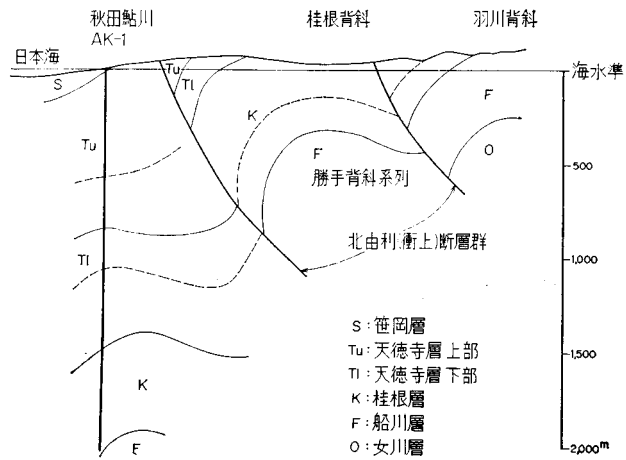 秋田鮎川
AK-1
桂根背斜
羽川背斜
日本海
海水準
S
Tu
Tu
Tl
K
F
F
O
勝手背斜系列
500
北由利(衝上)断層群
Tl
1,000
K
1,500
F
2,000m
S:笹岡層
Tu:天徳寺層上部
Tl:天徳寺層下部
K:桂根層
F:船川層
O:女川層